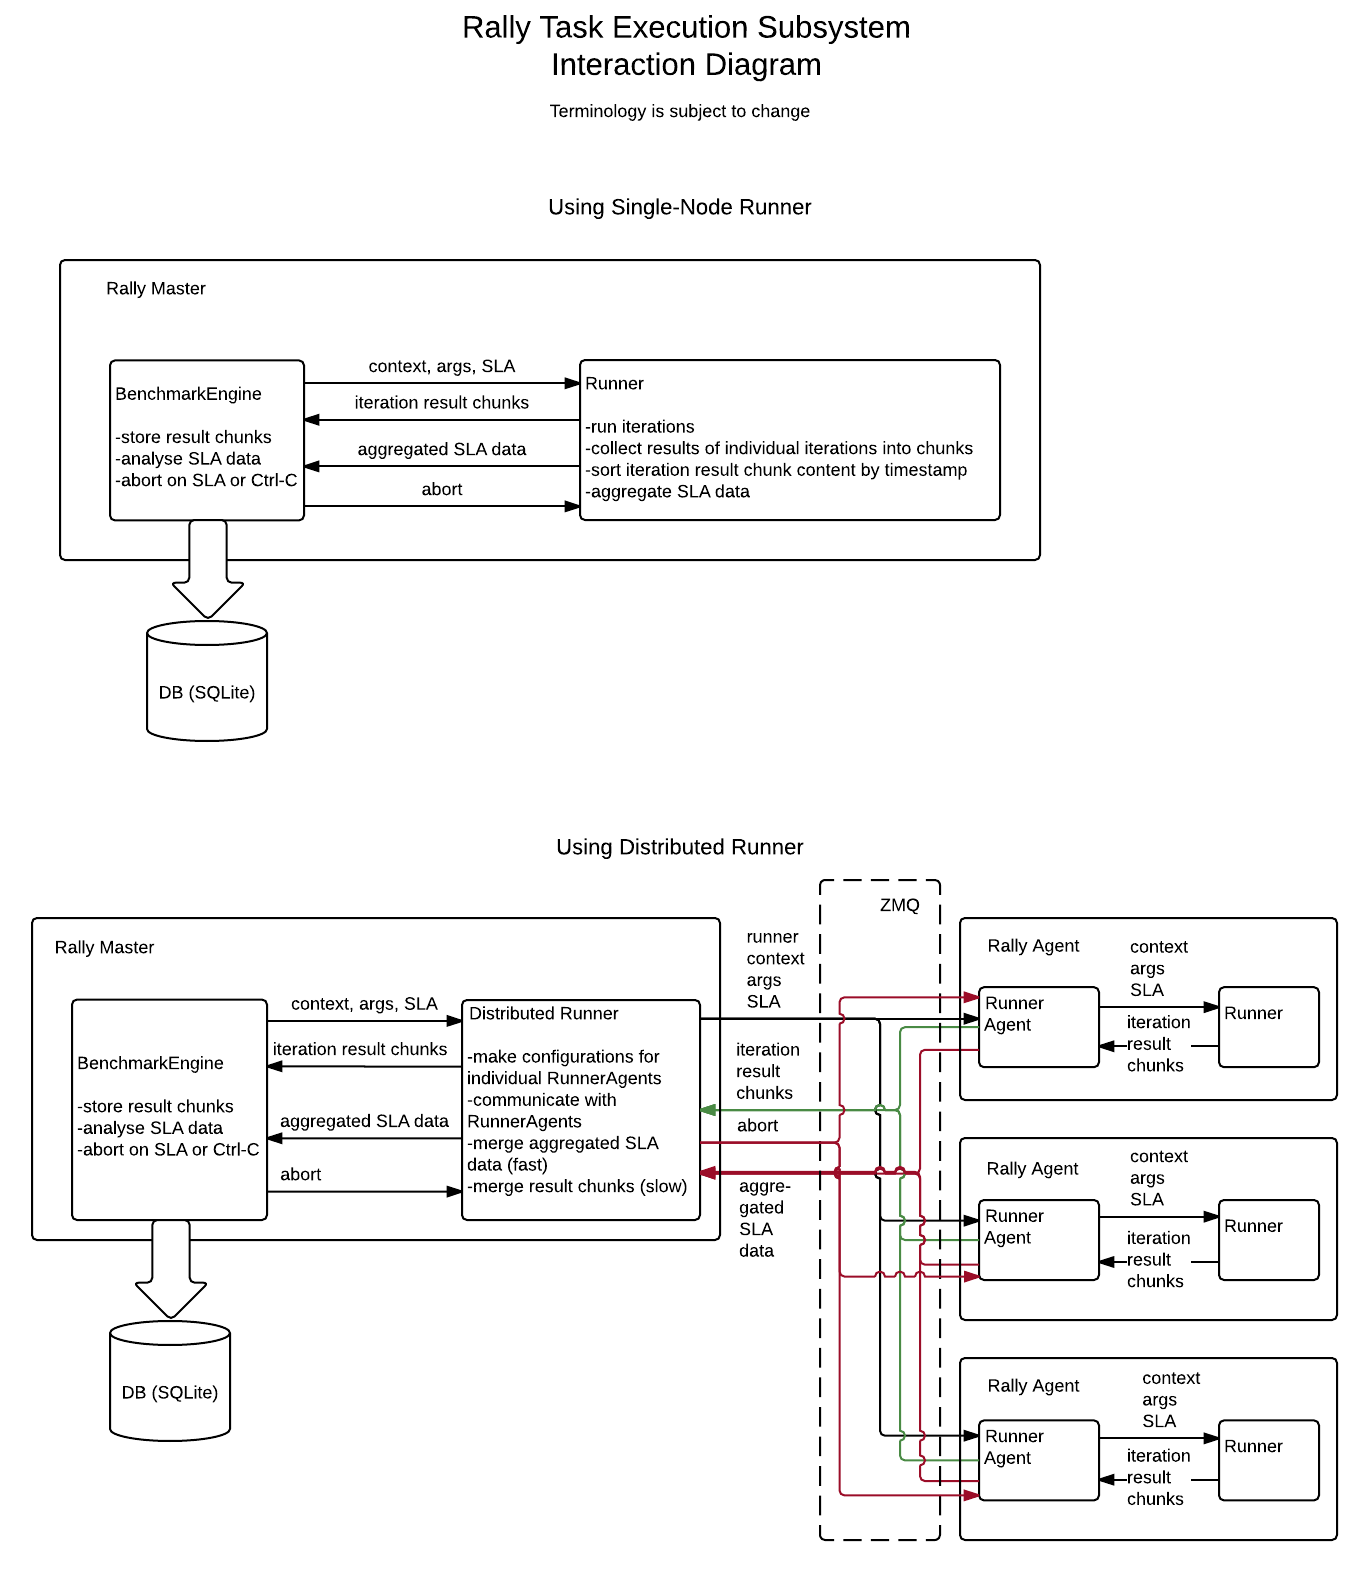 Rally Task Execution Subsystem
Interaction Diagram
Terminology is subject to change
Using Single-Node Runner
Rally Master
BenchmarkEngine
-store result chunks
-analyse SLA data
-abort on SLA or Ctrl-C
context, args, SLA
iteration result chunks
aggregated SLA data
abort
Runner
-run iterations
-collect results of individual iterations into chunks
-sort iteration result chunk content by timestamp
-aggregate SLA data
DB (SQLite)
Using Distributed Runner
Rally Master
BenchmarkEngine
-store result chunks
-analyse SLA data
-abort on SLA or Ctrl-C
context, args, SLA
iteration result chunks
aggregated SLA data
abort
Distributed Runner
-make configurations for
individual RunnerAgents
-communicate with
RunnerAgents
-merge aggregated SLA
data (fast)
-merge result chunks (slow)
DB (SQLite)
runner
context
args
SLA
iteration
result
chunks
abort
aggre-
gated
SLA
data
ZMQ
Rally Agent
Runner
Agent
context
args
SLA
iteration
result
chunks
Runner
Rally Agent
Runner
Agent
context
args
SLA
iteration
result
chunks
Runner
Rally Agent
Runner
Agent
context
args
SLA
iteration
result
chunks
Runner